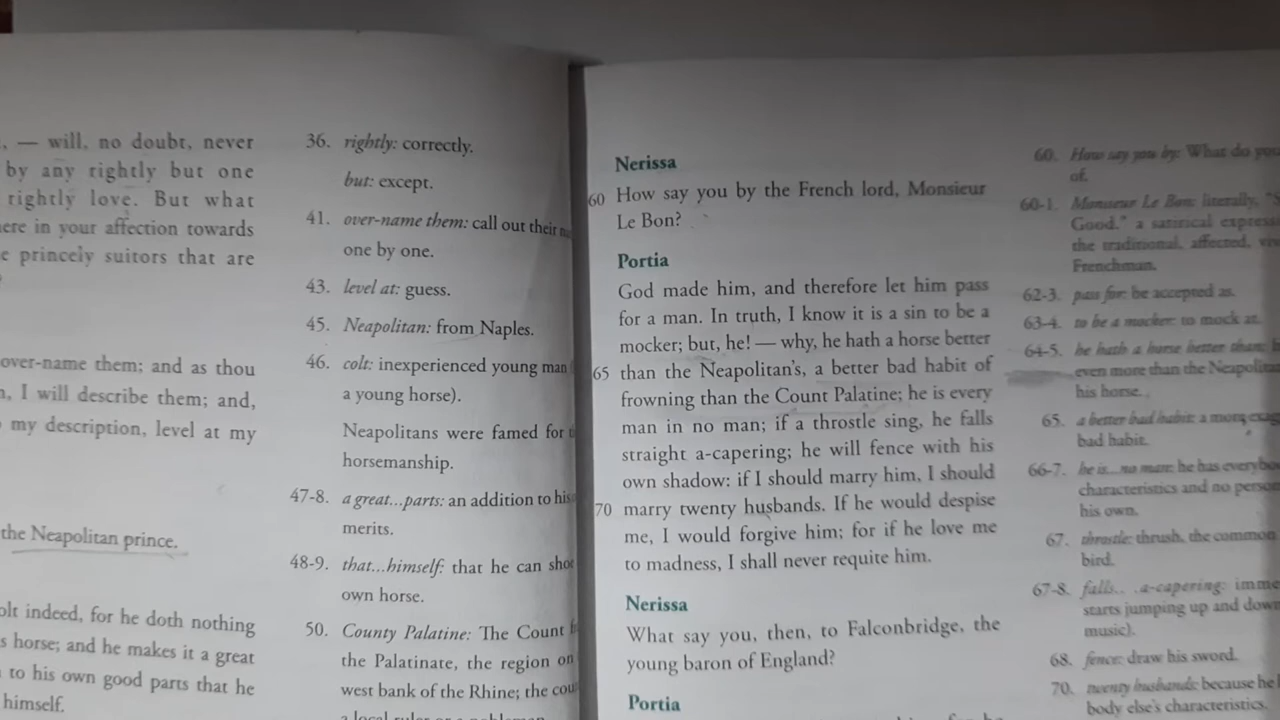 , — will, no doubt, never
by any rightly but one
rightly love. But what
ere in your affection towards
princely suitors that are
over-name them; and as thou
, I will describe them; and,
my description, level at my
the Neapolitan prince.
olt indeed, for he doth nothing
s horse; and he makes it a great
to his own good parts that he
himself.
36. rightly: correctly.
but: except.
41. over-name them: call out their
one by one.
43. level at: guess.
45. Neapolitan: from Naples.
46. colt: inexperienced young man
a young horse).
Neapolitans were famed for
horsemanship.
47-8. a great...parts: an addition to his
merits.
48-9. that...himself: that he can shoe
own horse.
50. County Palatine: The Count
the Palatinate, the region on
west bank of the Rhine; the cou
a local ruler or a nobleman
Nerissa
60 How say you by the French lord, Monsieur
Le Bon?
Portia
God made him, and therefore let him pass
for a man. In truth, I know it is a sin to be a
mocker; but, he! — why, he hath a horse better
65 than the Neapolitan's, a better bad habit of
frowning than the Count Palatine; he is every
man in no man; if a throstle sing, he falls
straight a-capering; he will fence with his
own shadow: if I should marry him, I should
70 marry twenty husbands. If he would despise
me, I would forgive him; for if he love me
to madness, I shall never requite him.
Nerissa
What say you, then, to Falconbridge, the
young baron of England?
Portia
60. How say you by: What do you
of.
60-1. Monsieur Le Bon: literally, "
Good," a satirical express
the traditional, affected,
Frenchman.
62-3. pass for: be accepted as.
63-4. to be a mocker: to mock at.
64-5. he hath a horse better than:
even more than the Neapolitan
his horse.
65. a better bad habit: a more exag
bad habit.
66-7. he is...no man: he has everybo
characteristics and no person
his own.
67. throstle: thrush, the common
bird.
67-8. falls... .a-capering: imme
starts jumping up and down
music).
68. fence: draw his sword.
70. twenty husbands: because he
body else's characteristics.